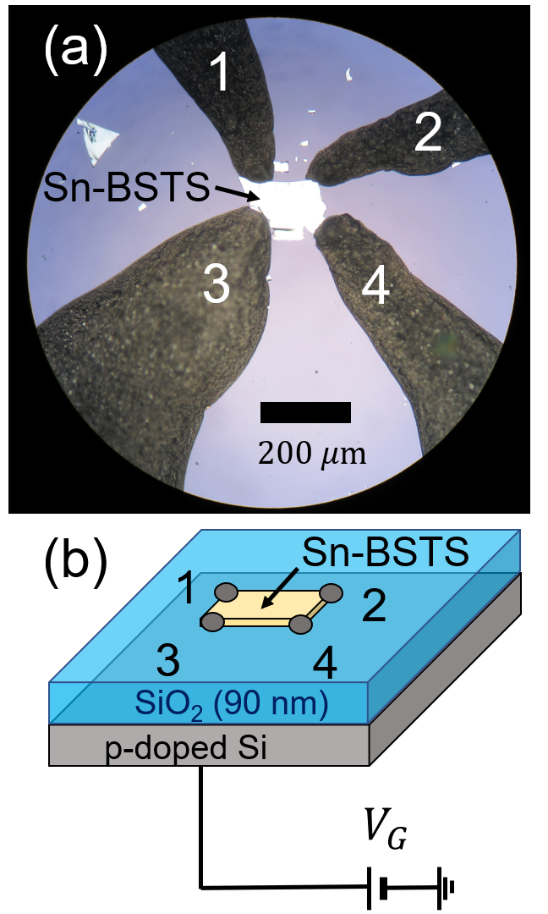 (a)
1
2
Sn-BSTS
3
4
200 μm
(b)
Sn-BSTS
1
2
3
4
SiO₂ (90 nm)
p-doped Si
V_G